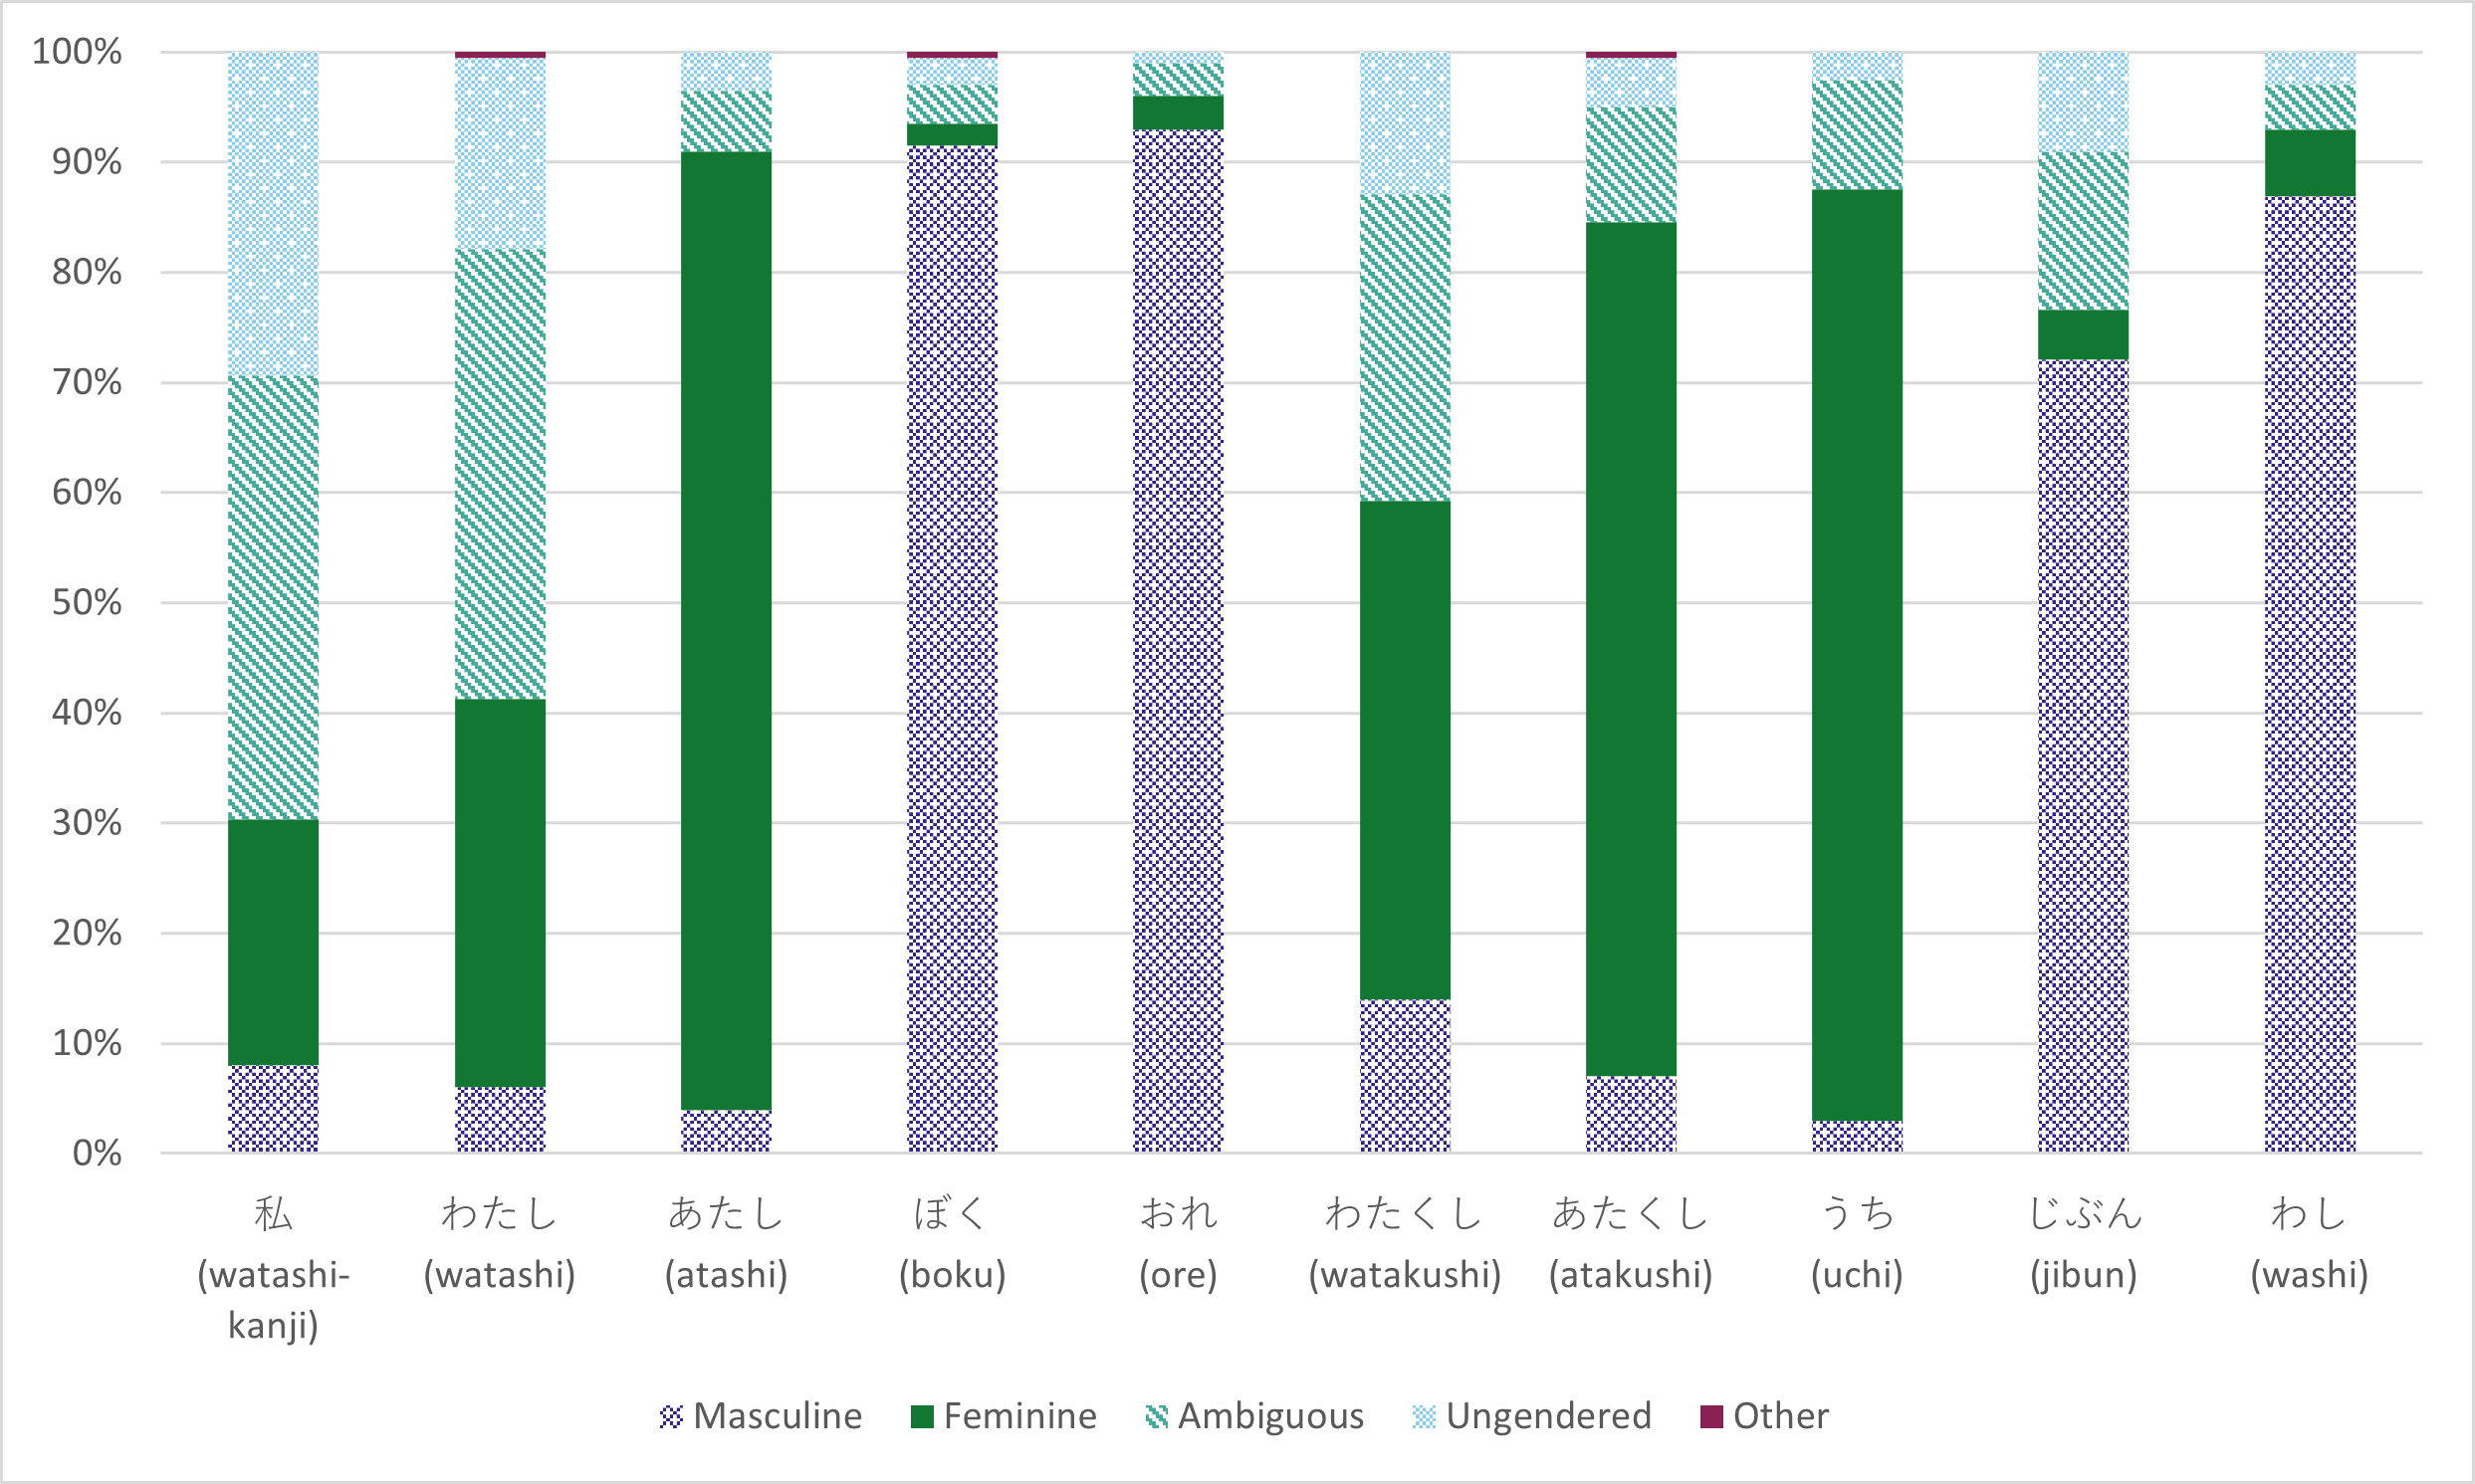 100%
90%
80%
70%
60%
50%
40%
30%
20%
10%
0%
私 (watashi-kanji)
わたし (watashi)
あたし (atashi)
ぼく (boku)
おれ (ore)
わたくし (watakushi)
あたくし (atakushi)
うち (uchi)
じぶん (jibun)
わし (washi)
Masculine Feminine Ambiguous Ungendered Other